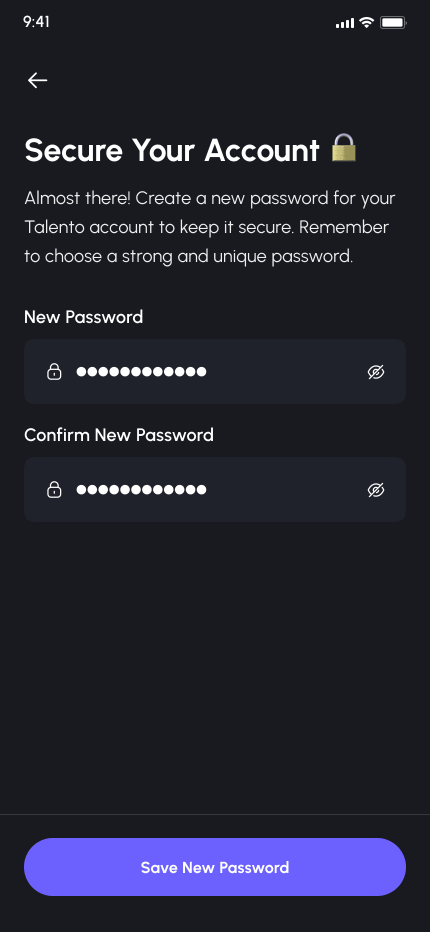 9:41
Secure Your Account 🔒
Almost there! Create a new password for your
Talento account to keep it secure. Remember
to choose a strong and unique password.
New Password
●●●●●●●●●●●●
Confirm New Password
●●●●●●●●●●●●
Save New Password